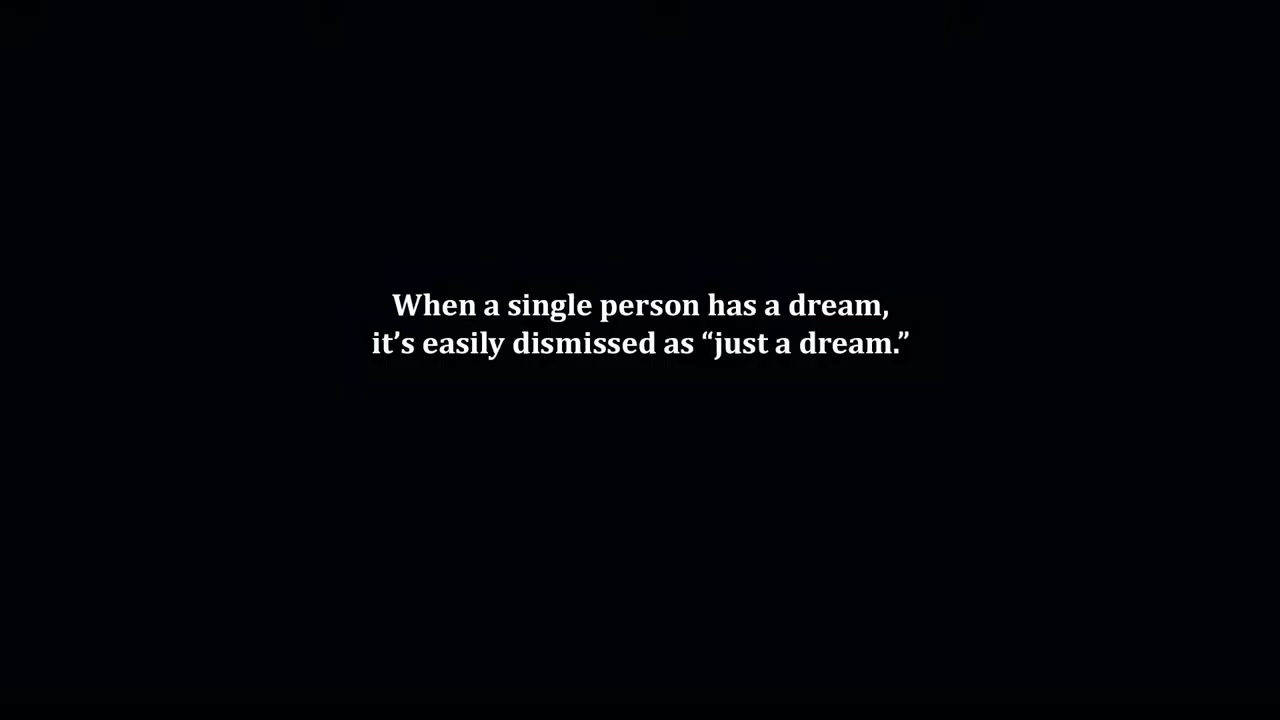 When a single person has a dream,
it’s easily dismissed as “just a dream.”